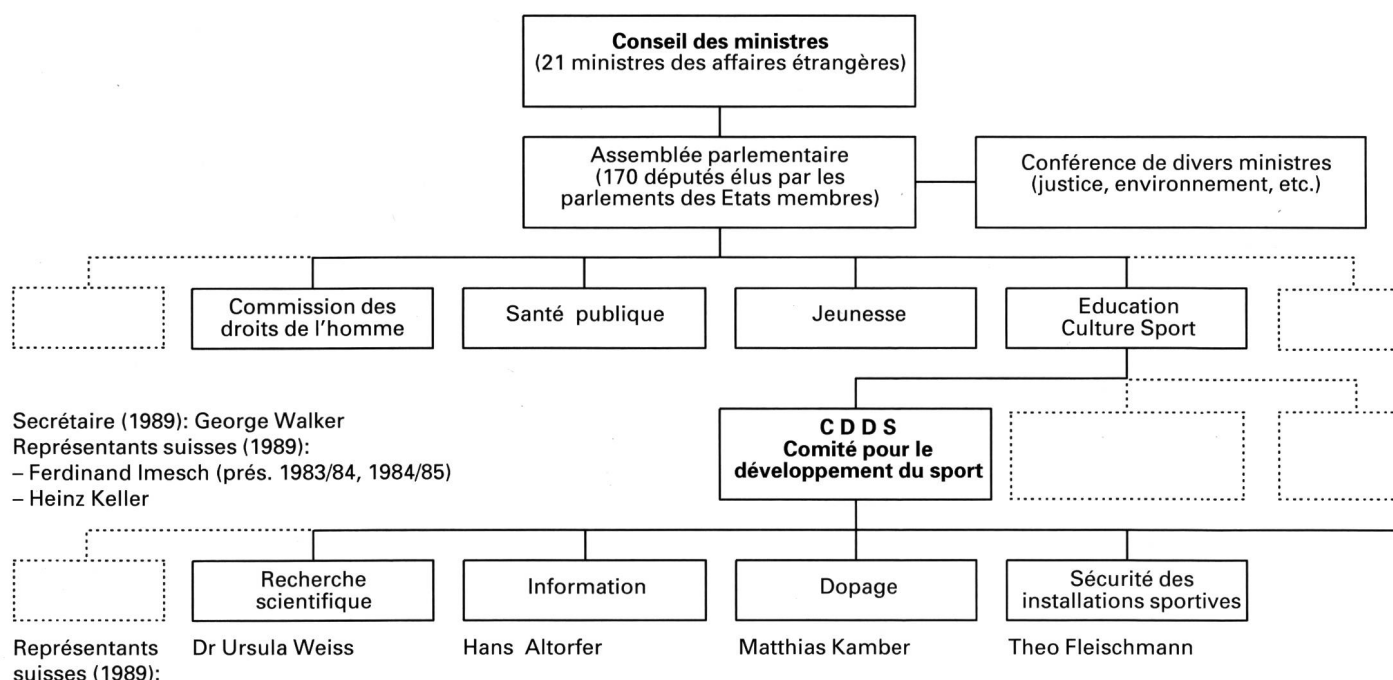 Conseil des ministres
(21 ministres des affaires étrangères)
Assemblée parlementaire
(170 députés élus par les
parlements des Etats membres)
Conférence de divers ministres
(justice, environnement, etc.)
Commission des
droits de l'homme
Santé publique
Jeunesse
Education
Culture Sport
Secrétaire (1989): George Walker
Représentants suisses (1989):
– Ferdinand Imesch (prés. 1983/84, 1984/85)
– Heinz Keller
C D D S
Comité pour le
développement du sport
Recherche
scientifique
Information
Dopage
Sécurité des
installations sportives
Représentants
suisses (1989):
Dr Ursula Weiss
Hans Altorfer
Matthias Kamber
Theo Fleischmann